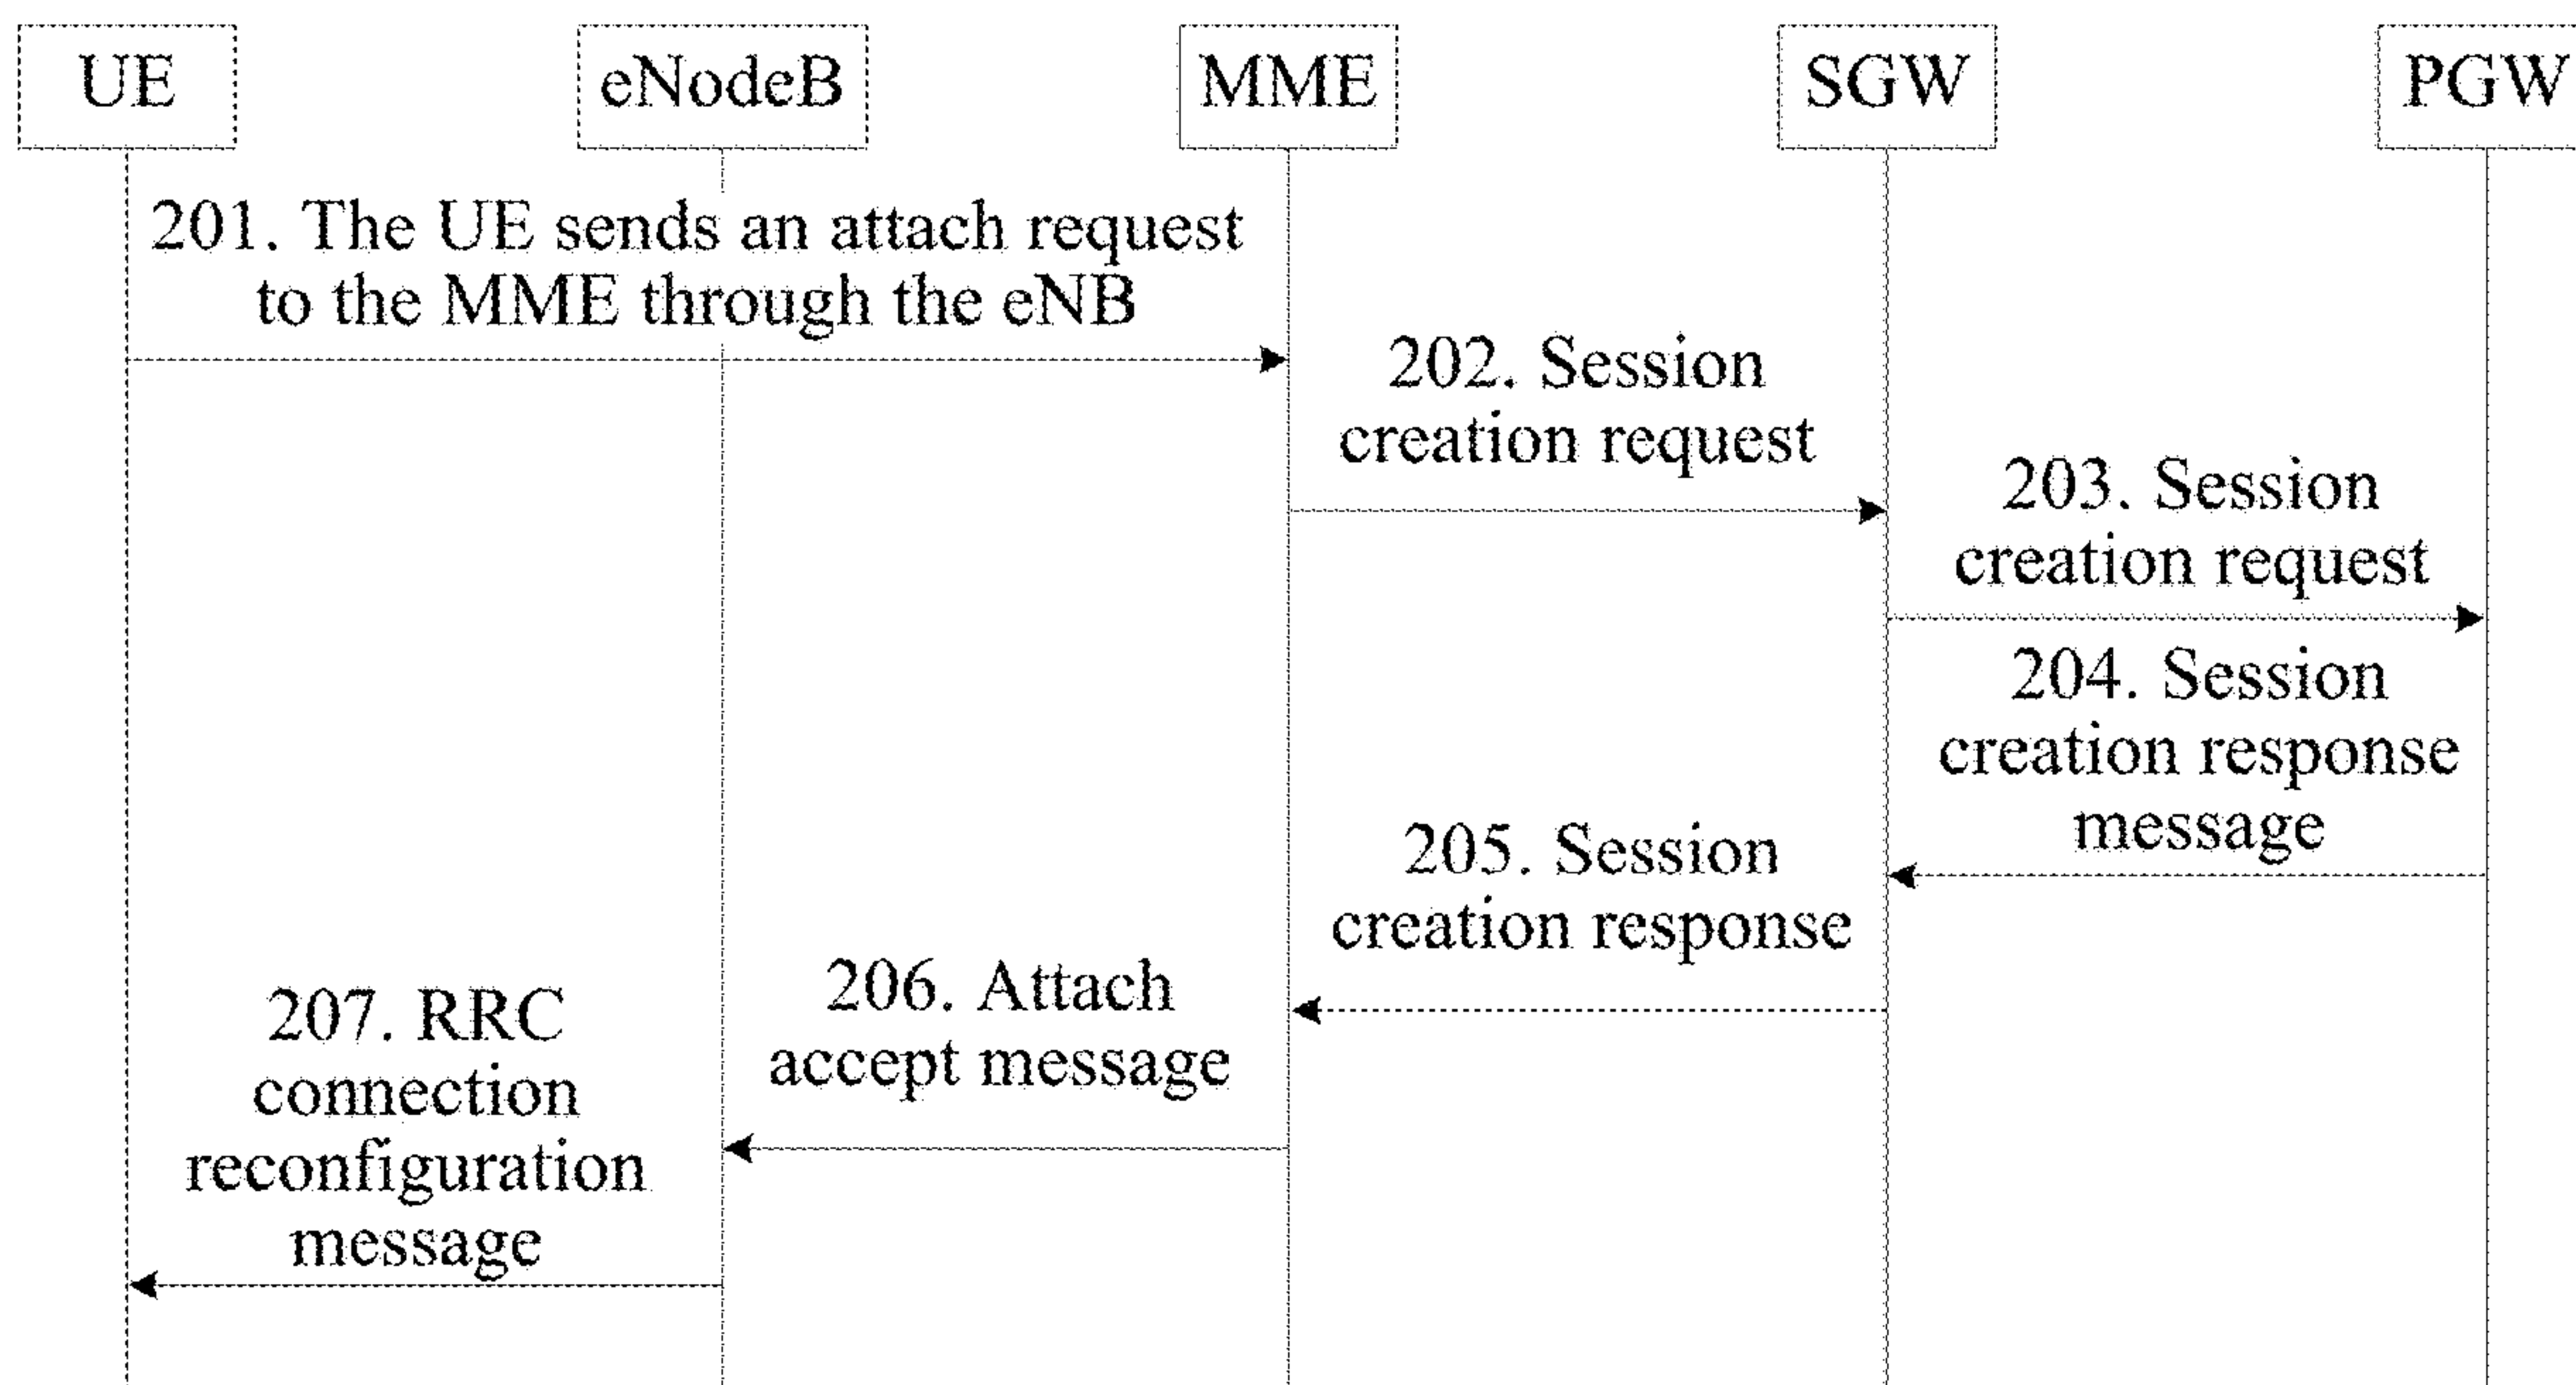 UE
eNodeB
MME
SGW
PGW
201. The UE sends an attach request
to the MME through the eNB
202. Session
creation request
203. Session
creation request
204. Session
creation response
message
205. Session
creation response
206. Attach
accept message
207. RRC
connection
reconfiguration
message